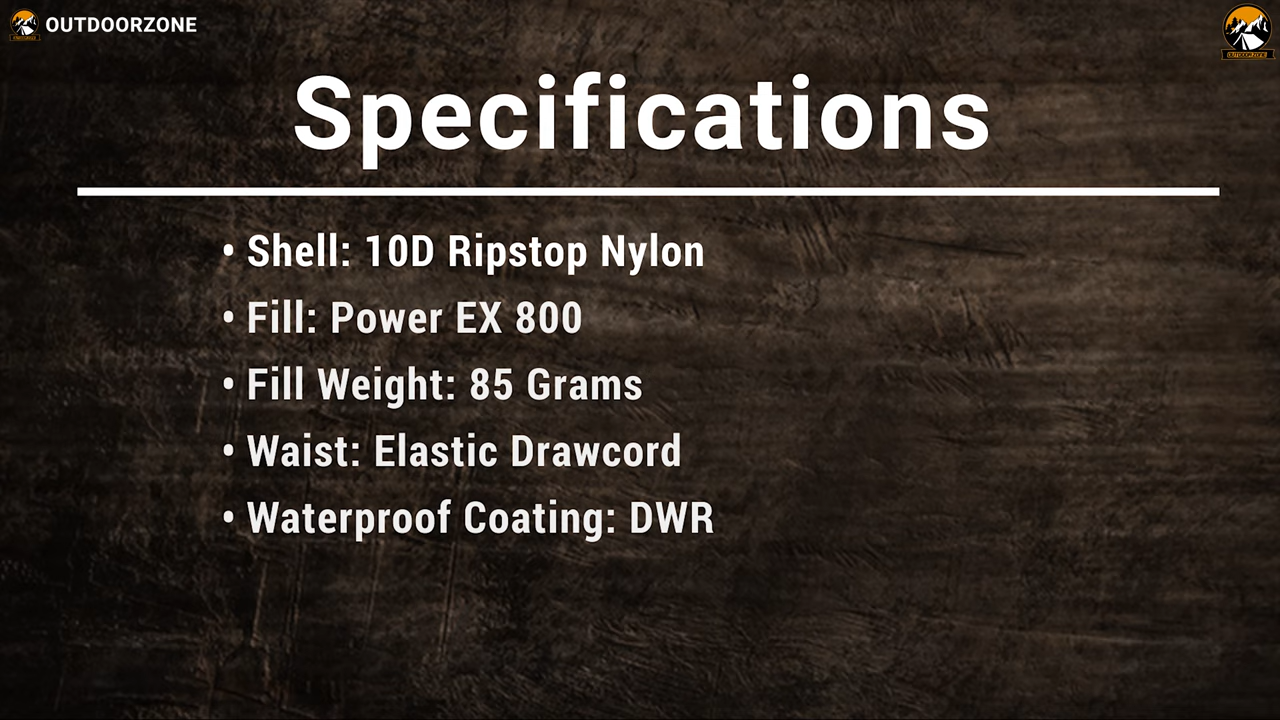 OUTDOORZONE
OUTDOORZONE
Specifications
• Shell: 10D Ripstop Nylon
• Fill: Power EX 800
• Fill Weight: 85 Grams
• Waist: Elastic Drawcord
• Waterproof Coating: DWR